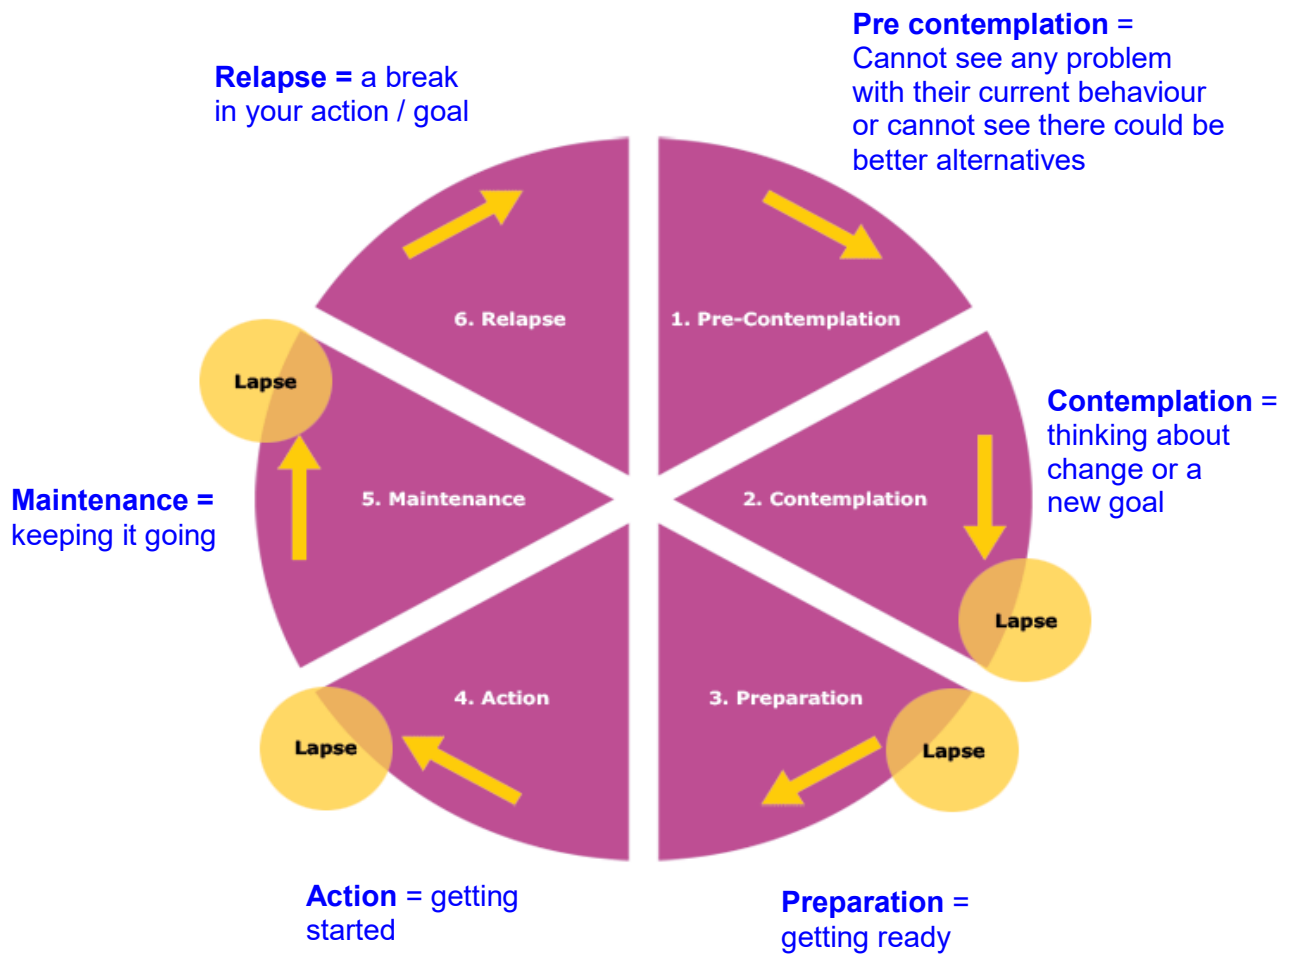 Pre contemplation =
Cannot see any problem
with their current behaviour
or cannot see there could be
better alternatives
Relapse = a break
in your action / goal
6. Relapse
1. Pre-Contemplation
Lapse
Contemplation =
thinking about
change or a
new goal
Maintenance =
keeping it going
5. Maintenance
2. Contemplation
Lapse
4. Action
3. Preparation
Lapse
Lapse
Action = getting
started
Preparation =
getting ready